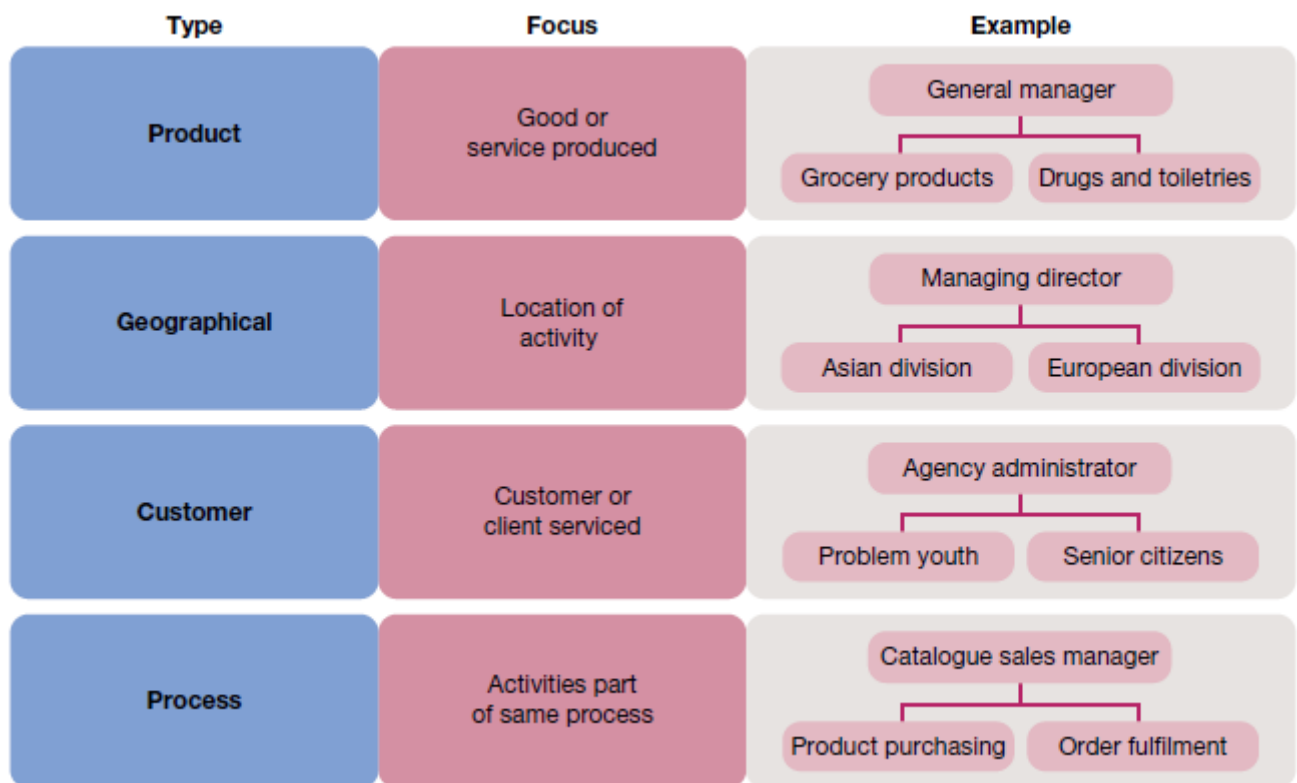 Type Focus Example
Product
Good or
service produced
General manager
Grocery products Drugs and toiletries
Geographical
Location of
activity
Managing director
Asian division European division
Customer
Customer or
client serviced
Agency administrator
Problem youth Senior citizens
Process
Activities part
of same process
Catalogue sales manager
Product purchasing Order fulfilment